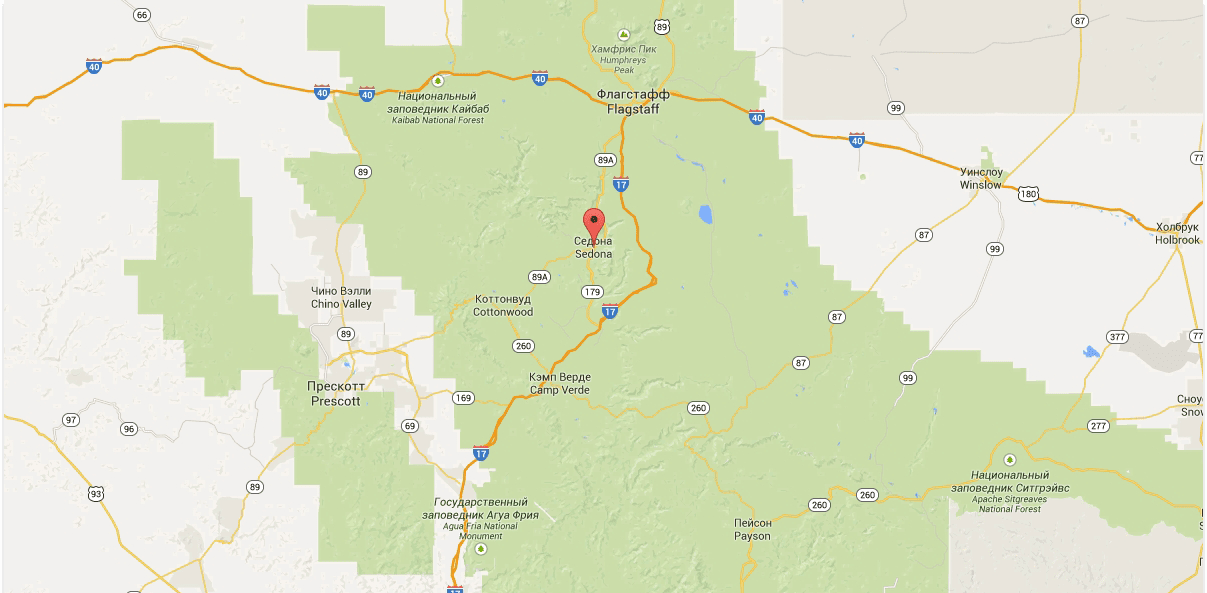 66
89
87
40
Хамфрис Пик
Humphreys
Peak
40
40
40
40
Национальный
заповедник Кайбаб
Kaibab National Forest
Флагстафф
Flagstaff
99
40
40
89A
77
89
17
Уинслоу
Winslow
180
Седона
Sedona
87
Холбрук
Holbrook
99
89A
179
Чино Вэлли
Chino Valley
Коттонвуд
Cottonwood
17
87
89
260
377
77
87
Кэмп Верде
Camp Verde
99
Прескотт
Prescott
169
Сноу
Snow
260
97
96
69
277
17
93
89
Национальный
заповедник Ситгрэйвс
Apache Sitgreaves
National Forest
260
260
Государственный
заповедник Агуа Фрия
Agua Fria National
Monument
Пейсон
Payson
17